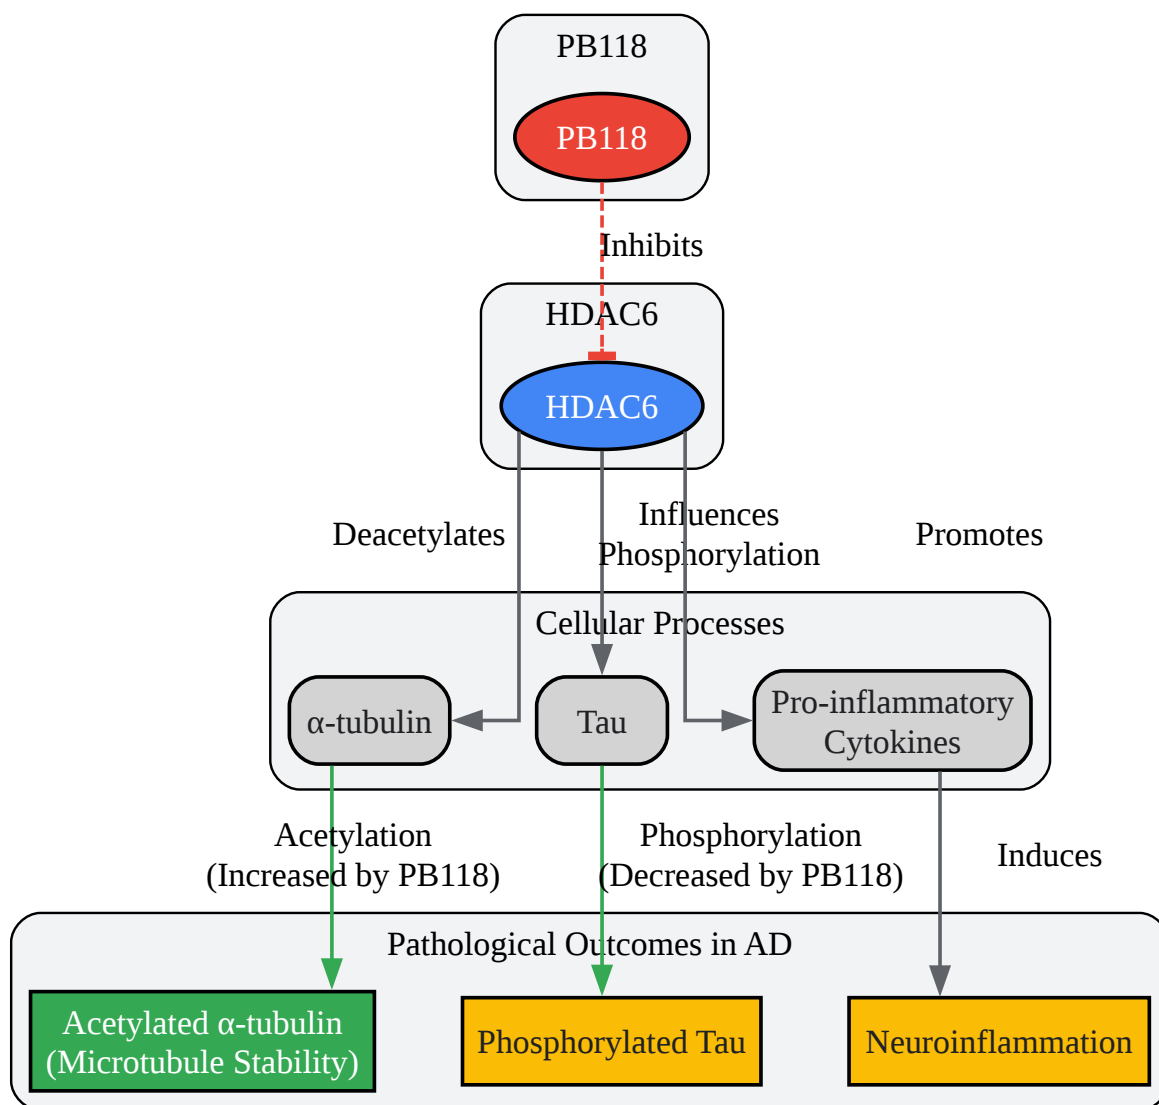 PB118
PB118
Inhibits
HDAC6
HDAC6
Deacetylates
Influences
Phosphorylation
Promotes
Cellular Processes
α-tubulin
Tau
Pro-inflammatory
Cytokines
Acetylation
(Increased by PB118)
Phosphorylation
(Decreased by PB118)
Induces
Pathological Outcomes in AD
Acetylated α-tubulin
(Microtubule Stability)
Phosphorylated Tau
Neuroinflammation